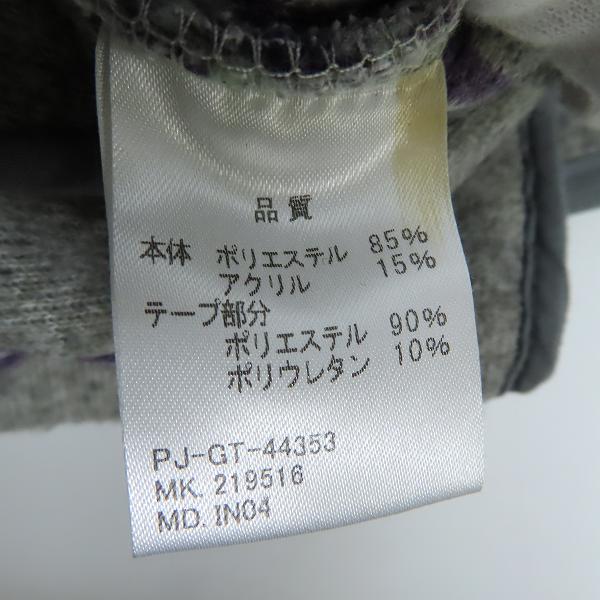 品質
本体 ポリエステル 85%
アクリル 15%
テープ部分
ポリエステル 90%
ポリウレタン 10%
PJ-GT-44353
MK. 219516
MD. IN04